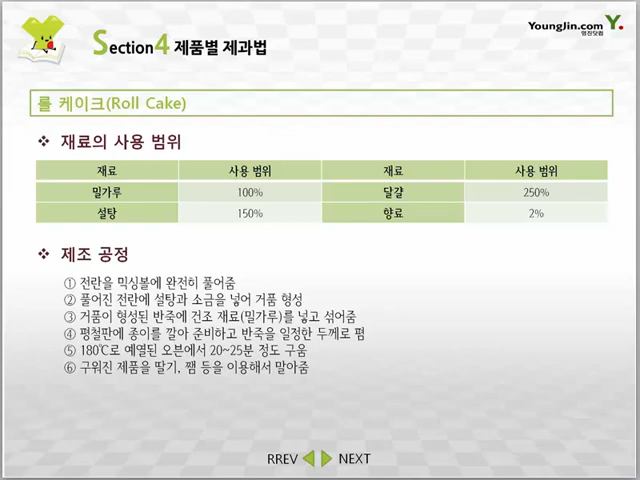 Section4 제품별 제과법
YoungJin.com Y.
영진닷컴
롤 케이크(Roll Cake)
❖ 재료의 사용 범위
재료 사용 범위 재료 사용 범위
밀가루 100% 달걀 250%
설탕 150% 향료 2%
❖ 제조 공정
① 전란을 믹싱볼에 완전히 풀어줌
② 풀어진 전란에 설탕과 소금을 넣어 거품 형성
③ 거품이 형성된 반죽에 건조 재료(밀가루)를 넣고 섞어줌
④ 평철판에 종이를 깔아 준비하고 반죽을 일정한 두께로 폄
⑤ 180℃로 예열된 오븐에서 20~25분 정도 구움
⑥ 구워진 제품을 딸기, 쨈 등을 이용해서 말아줌
RREV NEXT